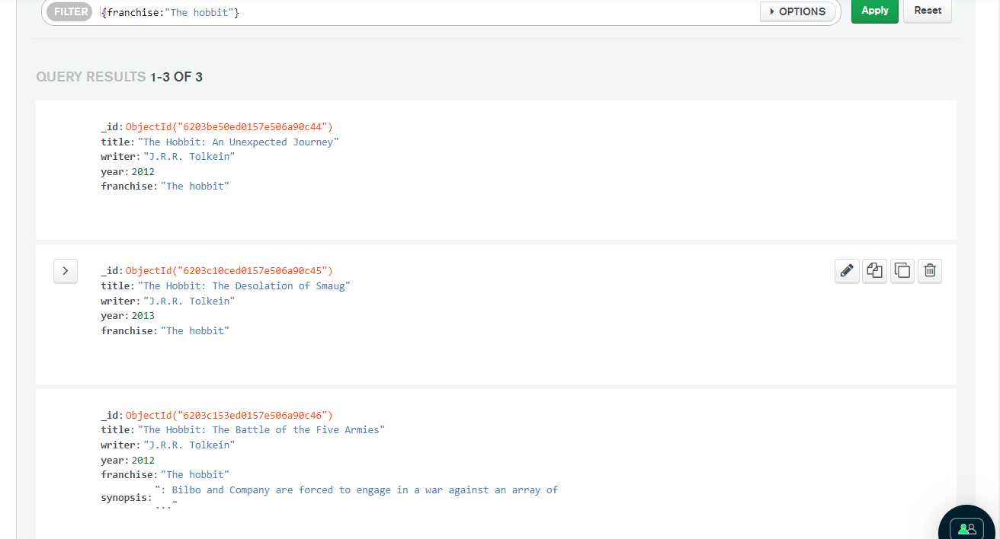 FILTER {franchise:"The hobbit"} OPTIONS Apply Reset
QUERY RESULTS 1-3 OF 3
_id: ObjectId("6203be50ed0157e506a90c44")
title: "The Hobbit: An Unexpected Journey"
writer: "J.R.R. Tolkein"
year: 2012
franchise: "The hobbit"
_id: ObjectId("6203c10ced0157e506a90c45")
title: "The Hobbit: The Desolation of Smaug"
writer: "J.R.R. Tolkein"
year: 2013
franchise: "The hobbit"
_id: ObjectId("6203c153ed0157e506a90c46")
title: "The Hobbit: The Battle of the Five Armies"
writer: "J.R.R. Tolkein"
year: 2012
franchise: "The hobbit"
synopsis: ": Bilbo and Company are forced to engage in a war against an array of
..."